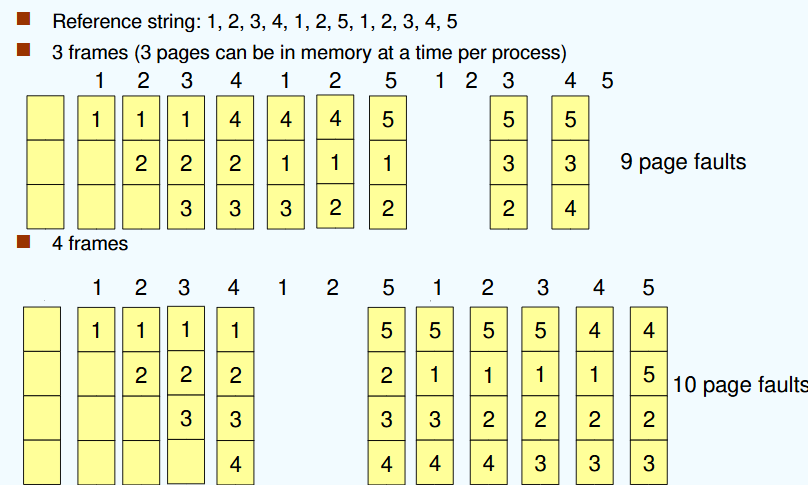 Reference string: 1, 2, 3, 4, 1, 2, 5, 1, 2, 3, 4, 5
3 frames (3 pages can be in memory at a time per process)
1 2 3 4 1 2 5 1 2 3 4 5
1 1 1 4 4 4 5 5 5
2 2 2 1 1 1 3 3 9 page faults
3 3 3 2 2 2 4
4 frames
1 2 3 4 1 2 5 1 2 3 4 5
1 1 1 1 5 5 5 5 4 4
2 2 2 2 1 1 1 1 5 10 page faults
3 3 3 3 2 2 2 2
4 4 4 4 3 3 3